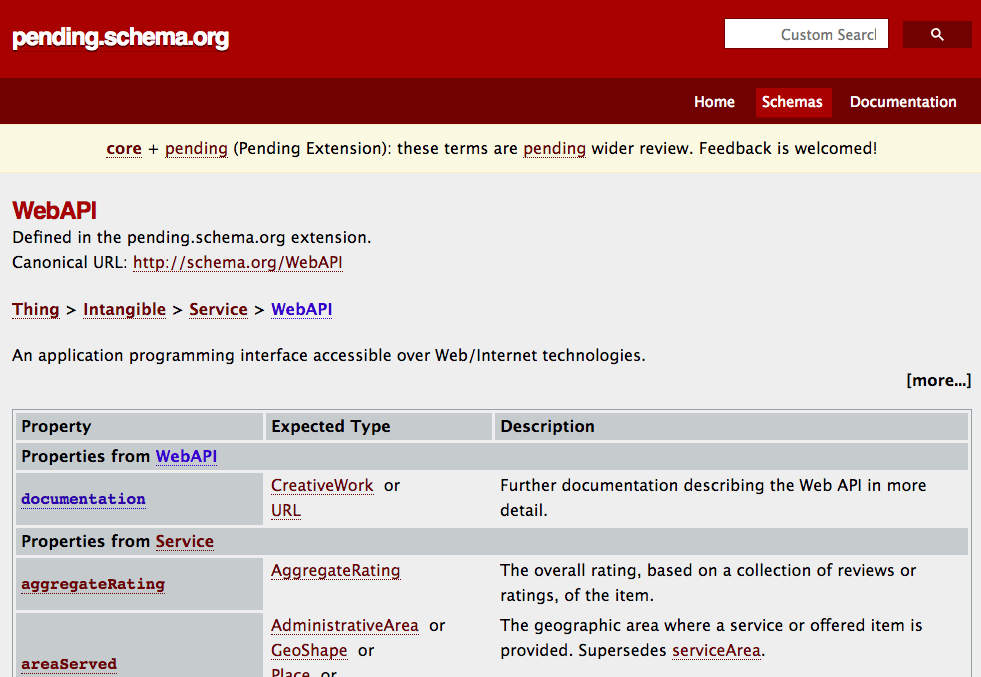 pending.schema.org
Custom Search
Home Schemas Documentation
core + pending (Pending Extension): these terms are pending wider review. Feedback is welcomed!
WebAPI
Defined in the pending.schema.org extension.
Canonical URL: http://schema.org/WebAPI
Thing > Intangible > Service > WebAPI
An application programming interface accessible over Web/Internet technologies.
[more...]
Property Expected Type Description
Properties from WebAPI
documentation CreativeWork or Further documentation describing the Web API in more
URL detail.
Properties from Service
aggregateRating AggregateRating The overall rating, based on a collection of reviews or
ratings, of the item.
AdministrativeArea or The geographic area where a service or offered item is
GeoShape or provided. Supersedes serviceArea.
areaServed Place or